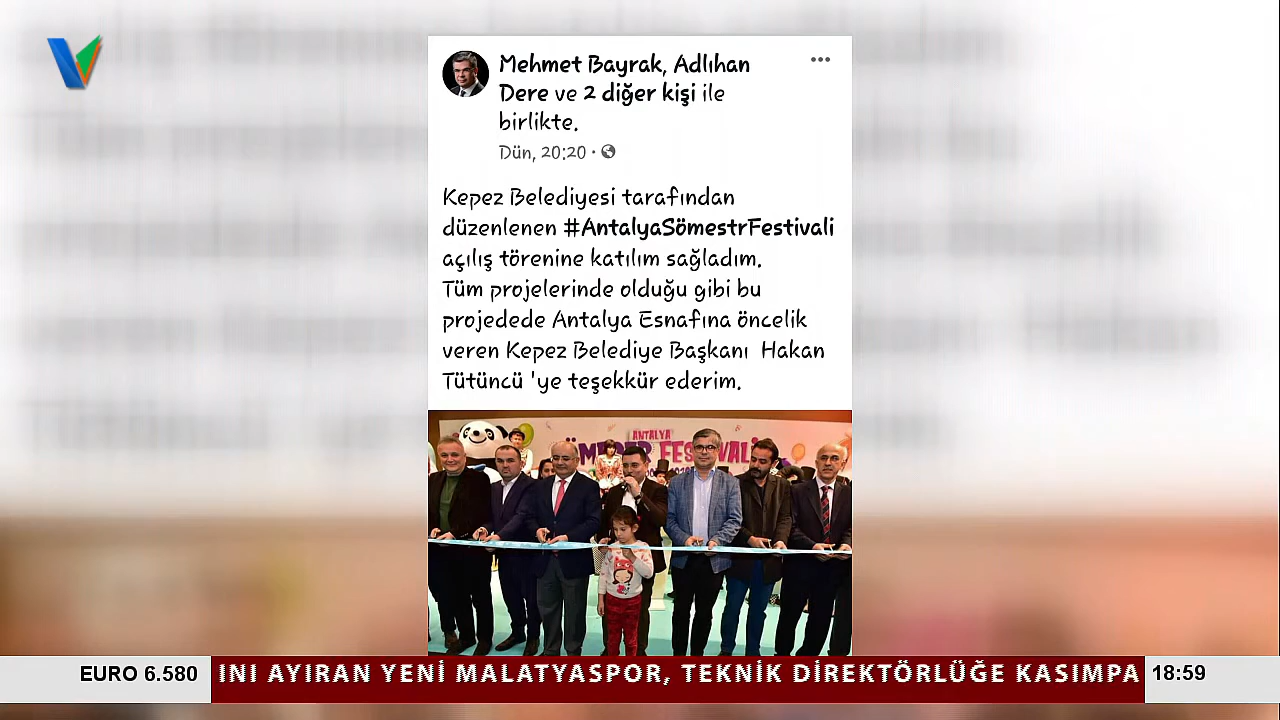 Mehmet Bayrak, Adlıhan
Dere ve 2 diğer kişi ile
birlikte.
Dün, 20:20 ·
Kepez Belediyesi tarafından
düzenlenen #AntalyaSömestrFestivali
açılış törenine katılım sağladım.
Tüm projelerinde olduğu gibi bu
projedede Antalya Esnafına öncelik
veren Kepez Belediye Başkanı Hakan
Tütüncü 'ye teşekkür ederim.
ANTALYA
EURO 6.580
INI AYIRAN YENİ MALATYASPOR, TEKNİK DİREKTÖRLÜĞE KASIMPA
18:59